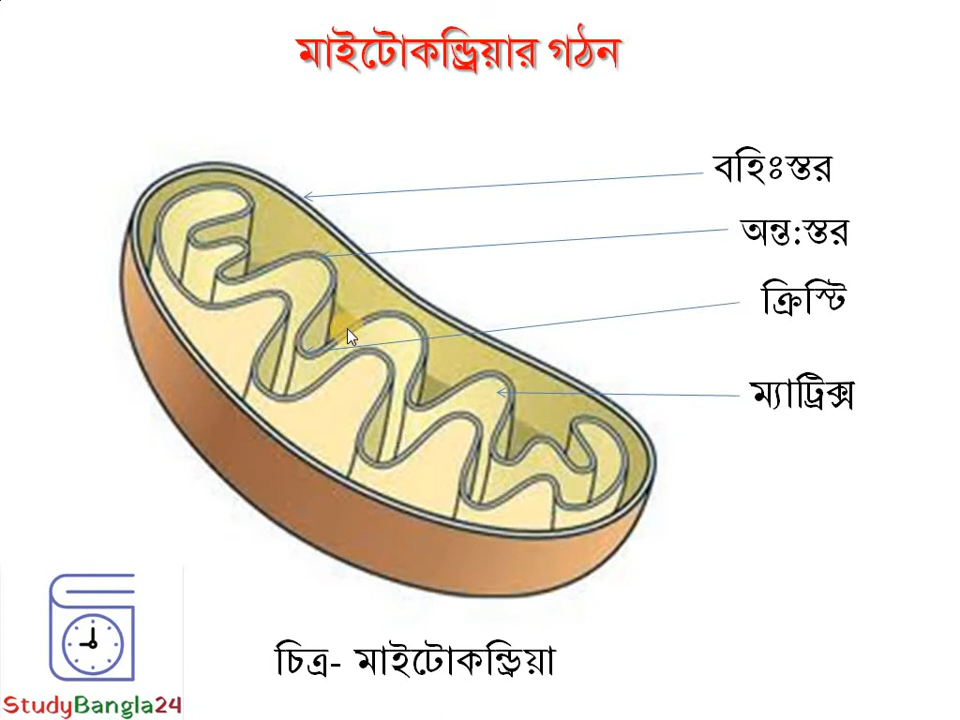 মাইটোকন্ড্রিয়ার গঠন
বহিঃস্তর
অন্ত:স্তর
ক্রিস্টি
ম্যাট্রিক্স
চিত্র- মাইটোকন্ড্রিয়া
StudyBangla24